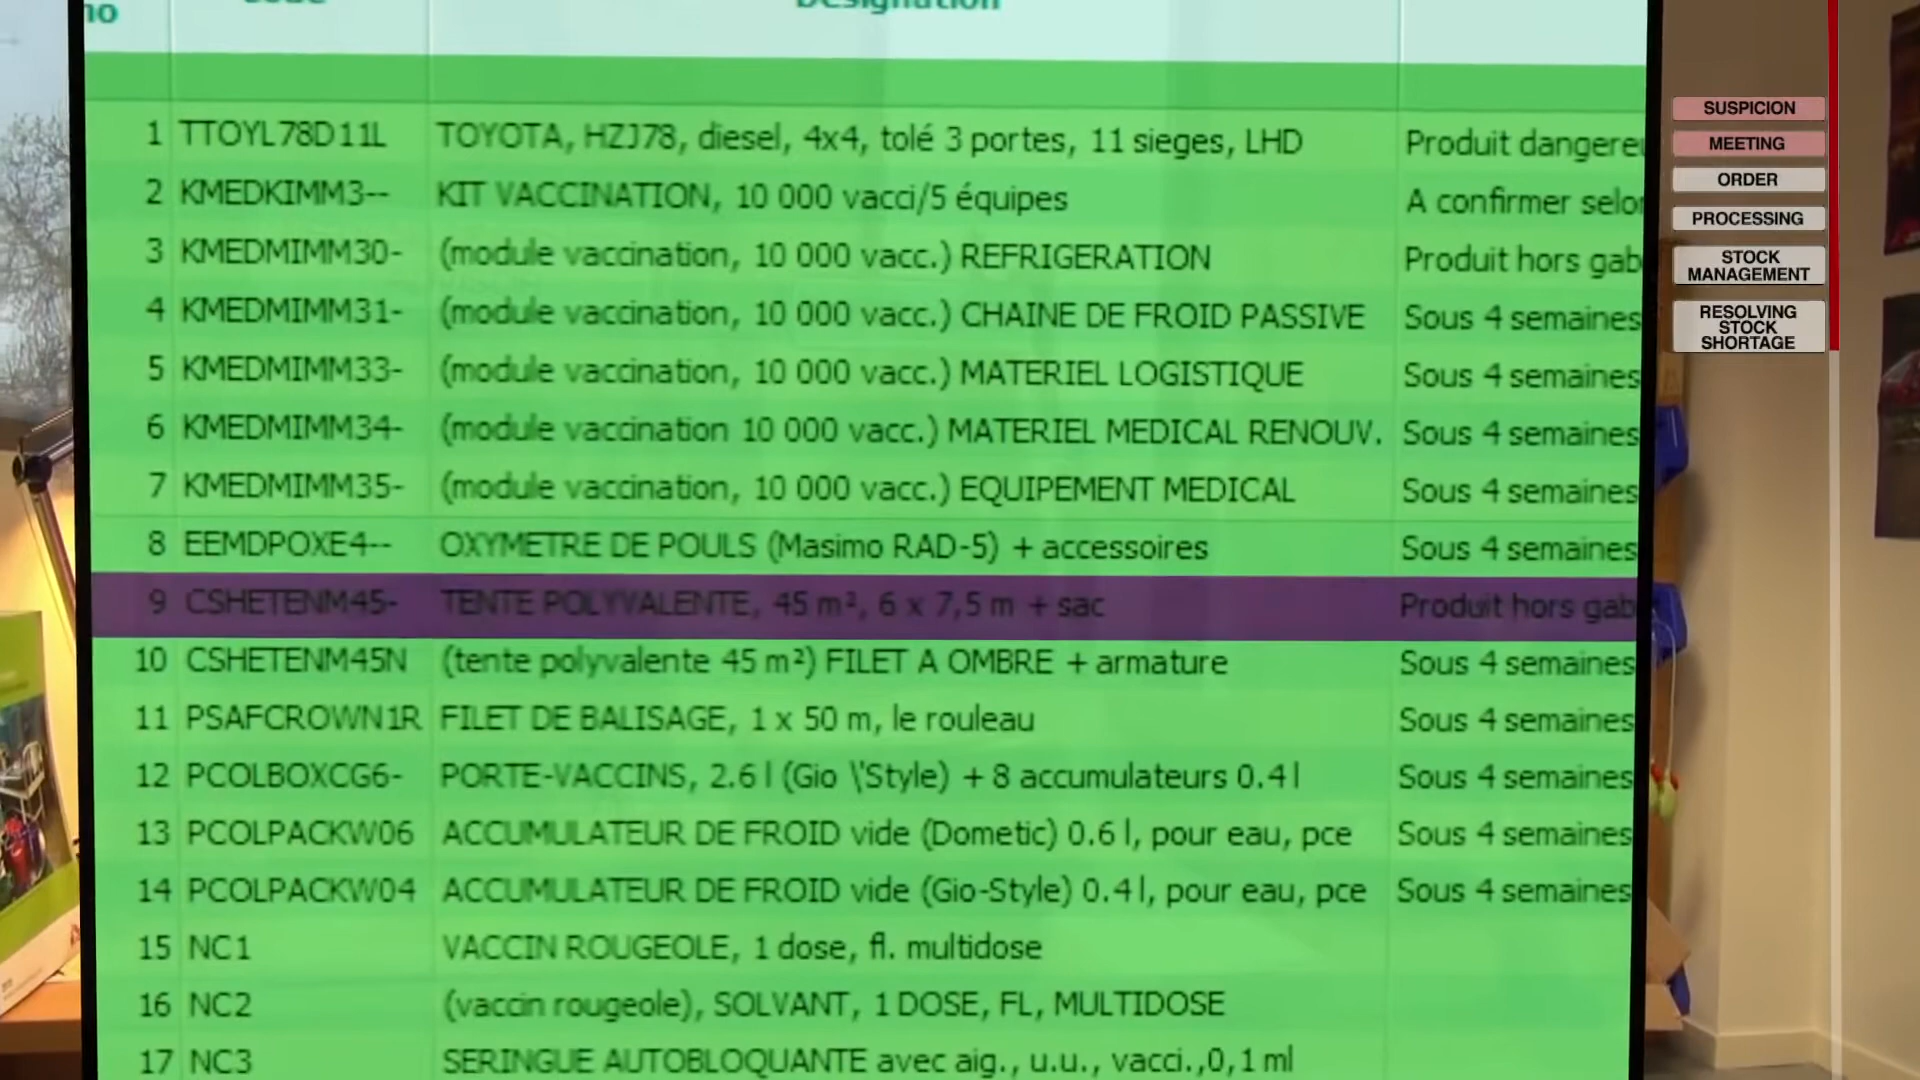 no Code Designation
1 TTOYL78D11L TOYOTA, HZJ78, diesel, 4x4, tolé 3 portes, 11 sieges, LHD Produit dangereu
2 KMEDKIMM3-- KIT VACCINATION, 10 000 vacci/5 équipes A confirmer selon
3 KMEDMIMM30- (module vaccination, 10 000 vacc.) REFRIGERATION Produit hors gab
4 KMEDMIMM31- (module vaccination, 10 000 vacc.) CHAINE DE FROID PASSIVE Sous 4 semaines
5 KMEDMIMM33- (module vaccination, 10 000 vacc.) MATERIEL LOGISTIQUE Sous 4 semaines
6 KMEDMIMM34- (module vaccination 10 000 vacc.) MATERIEL MEDICAL RENOUV. Sous 4 semaines
7 KMEDMIMM35- (module vaccination, 10 000 vacc.) EQUIPEMENT MEDICAL Sous 4 semaines
8 EEMDPOXE4-- OXYMETRE DE POULS (Masimo RAD-5) + accessoires Sous 4 semaines
9 CSHETENM45- TENTE POLYVALENTE, 45 m², 6 x 7,5 m + sac Produit hors gab
10 CSHETENM45N (tente polyvalente 45 m²) FILET A OMBRE + armature Sous 4 semaines
11 PSAFCROWN1R FILET DE BALISAGE, 1 x 50 m, le rouleau Sous 4 semaines
12 PCOLBOXCG6- PORTE-VACCINS, 2.6 l (Gio \'Style) + 8 accumulateurs 0.4 l Sous 4 semaines
13 PCOLPACKW06 ACCUMULATEUR DE FROID vide (Dometic) 0.6 l, pour eau, pce Sous 4 semaines
14 PCOLPACKW04 ACCUMULATEUR DE FROID vide (Gio-Style) 0.4 l, pour eau, pce Sous 4 semaines
15 NC1 VACCIN ROUGEOLE, 1 dose, fl. multidose
16 NC2 (vaccin rougeole), SOLVANT, 1 DOSE, FL, MULTIDOSE
17 NC3 SERINGUE AUTOBLOQUANTE avec aig., u.u., vacci.,0,1 ml
SUSPICION
MEETING
ORDER
PROCESSING
STOCK
MANAGEMENT
RESOLVING
STOCK
SHORTAGE